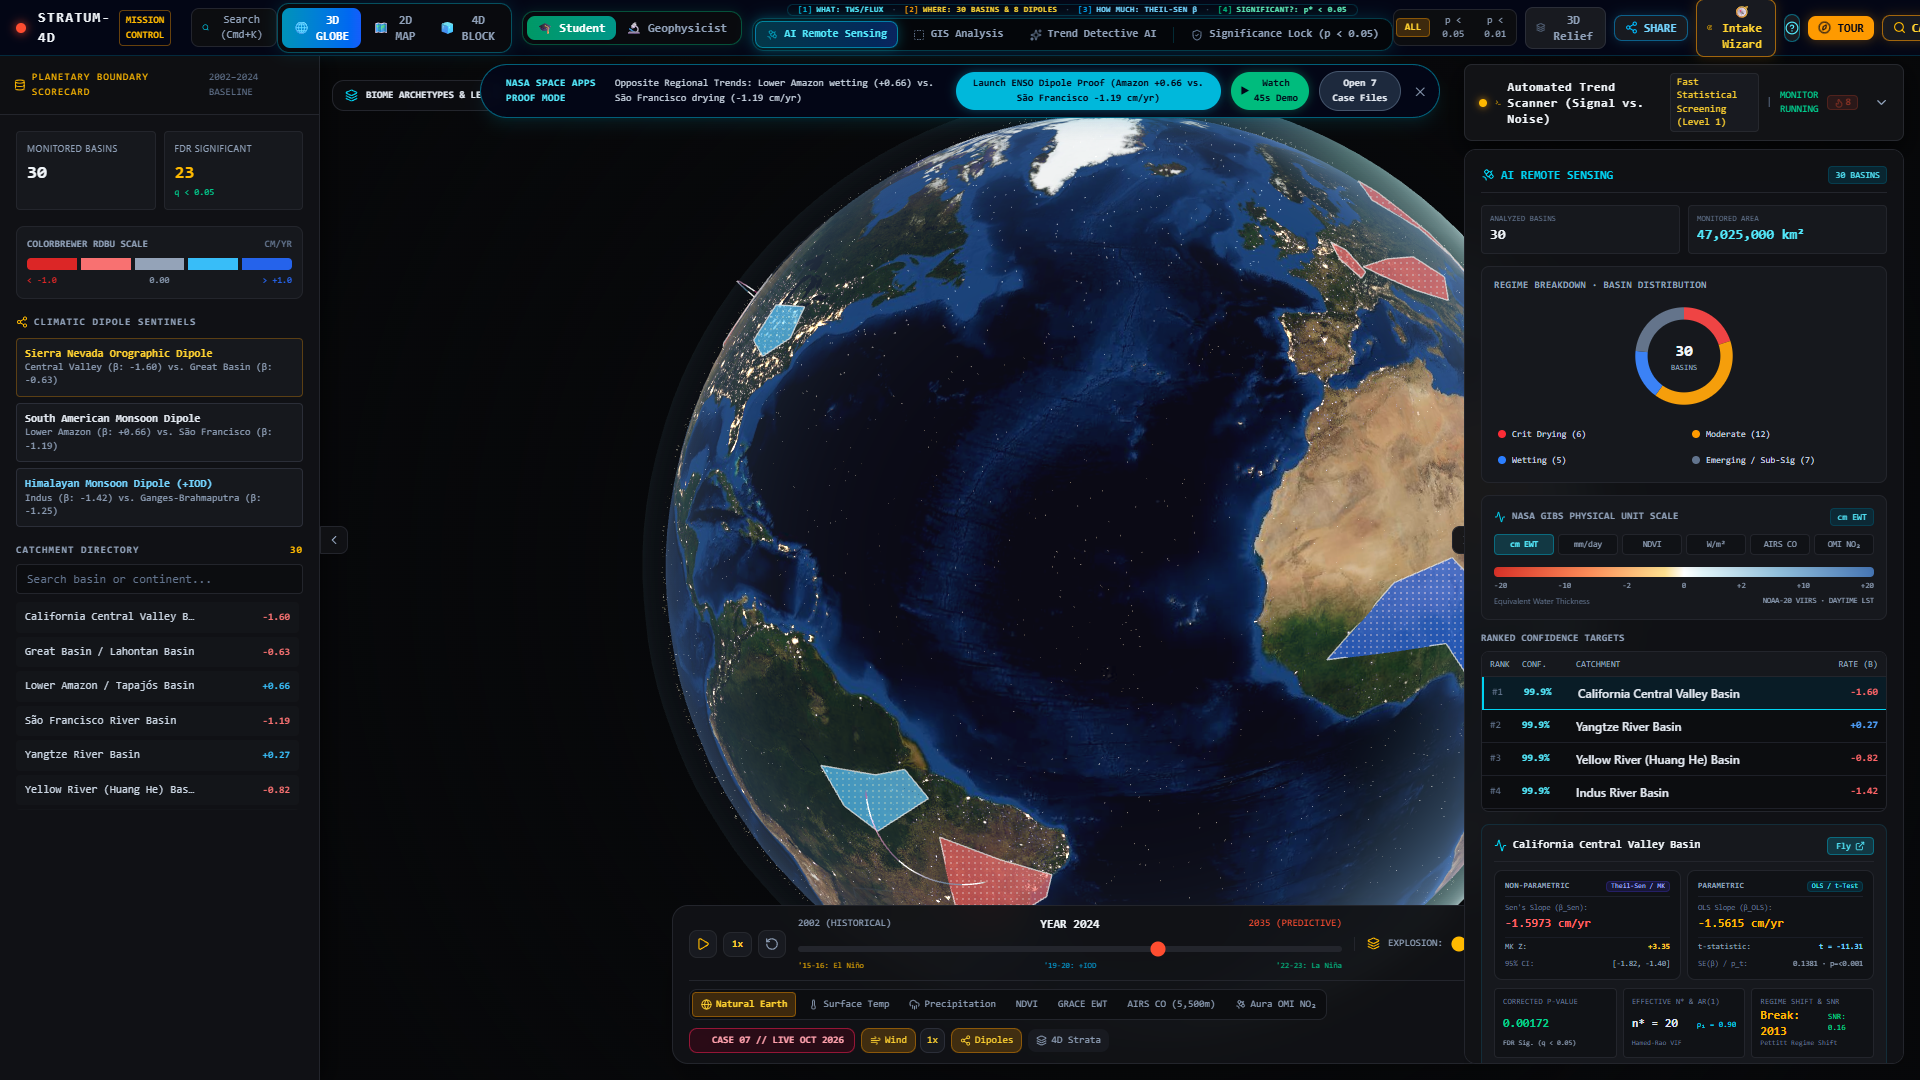 STRATUM-4D
MISSION CONTROL
Search (Cmd+K)
3D GLOBE
2D MAP
4D BLOCK
Student
Geophysicist
[1] WHAT: TWS/FLUX · [2] WHERE: 30 BASINS & 8 DIPOLES · [3] HOW MUCH: THEIL-SEN β · [4] SIGNIFICANT?: p* < 0.05
AI Remote Sensing
GIS Analysis
Trend Detective AI
Significance Lock (p < 0.05)
ALL
p < 0.05
p < 0.01
3D Relief
SHARE
Intake Wizard
TOUR
PLANETARY BOUNDARY SCORECARD
2002–2024 BASELINE
MONITORED BASINS
30
FDR SIGNIFICANT
23
q < 0.05
COLORBREWER RDBU SCALE
CM/YR
< -1.0
0.00
> +1.0
CLIMATIC DIPOLE SENTINELS
Sierra Nevada Orographic Dipole
Central Valley (β: -1.60) vs. Great Basin (β: -0.63)
South American Monsoon Dipole
Lower Amazon (β: +0.66) vs. São Francisco (β: -1.19)
Himalayan Monsoon Dipole (+IOD)
Indus (β: -1.42) vs. Ganges-Brahmaputra (β: -1.25)
CATCHMENT DIRECTORY
30
Search basin or continent...
California Central Valley B…
-1.60
Great Basin / Lahontan Basin
-0.63
Lower Amazon / Tapajós Basin
+0.66
São Francisco River Basin
-1.19
Yangtze River Basin
+0.27
Yellow River (Huang He) Bas…
-0.82
BIOME ARCHETYPES & LE
NASA SPACE APPS PROOF MODE
Opposite Regional Trends: Lower Amazon wetting (+0.66) vs. São Francisco drying (-1.19 cm/yr)
Launch ENSO Dipole Proof (Amazon +0.66 vs. São Francisco -1.19 cm/yr)
Watch 45s Demo
Open 7 Case Files
2002 (HISTORICAL)
YEAR 2024
2035 (PREDICTIVE)
1x
'15-16: El Niño
'19-20: +IOD
'22-23: La Niña
EXPLOSION:
Natural Earth
Surface Temp
Precipitation
NDVI
GRACE EWT
AIRS CO (5,500m)
Aura OMI NO₂
CASE 07 // LIVE OCT 2026
Wind
1x
Dipoles
4D Strata
Automated Trend Scanner (Signal vs. Noise)
Fast Statistical Screening (Level 1)
MONITOR RUNNING
8
AI REMOTE SENSING
30 BASINS
ANALYZED BASINS
30
MONITORED AREA
47,025,000 km²
REGIME BREAKDOWN · BASIN DISTRIBUTION
30
BASINS
Crit Drying (6)
Moderate (12)
Wetting (5)
Emerging / Sub-Sig (7)
NASA GIBS PHYSICAL UNIT SCALE
cm EWT
cm EWT
mm/day
NDVI
W/m²
AIRS CO
OMI NO₂
-20
-10
-2
0
+2
+10
+20
Equivalent Water Thickness
NOAA-20 VIIRS · DAYTIME LST
RANKED CONFIDENCE TARGETS
RANK
CONF.
CATCHMENT
RATE (Β)
#1
99.9%
California Central Valley Basin
-1.60
#2
99.9%
Yangtze River Basin
+0.27
#3
99.9%
Yellow River (Huang He) Basin
-0.82
#4
99.9%
Indus River Basin
-1.42
California Central Valley Basin
Fly
NON-PARAMETRIC
Theil-Sen / MK
Sen's Slope (β_Sen):
-1.5973 cm/yr
MK Z:
+3.35
95% CI:
[-1.82, -1.40]
PARAMETRIC
OLS / t-Test
OLS Slope (β_OLS):
-1.5615 cm/yr
t-statistic:
t = -11.31
SE(β) / p_t:
0.1381 · p=<0.001
CORRECTED P-VALUE
0.00172
FDR Sig. (q < 0.05)
EFFECTIVE N* & AR(1)
n* = 20
ρ₁ = 0.90
Hamed-Rao VIF
REGIME SHIFT & SNR
Break: 2013
SNR: 0.16
Pettitt Regime Shift